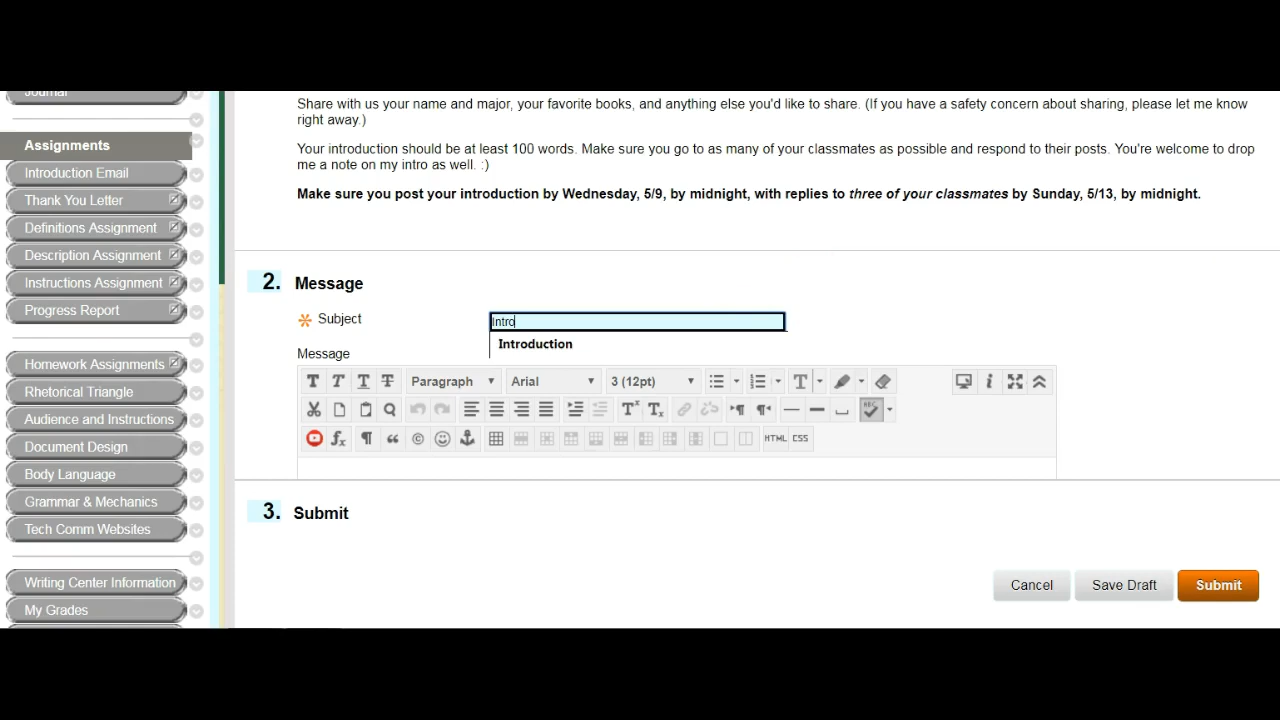 Journal
Assignments
Introduction Email
Thank You Letter
Definitions Assignment
Description Assignment
Instructions Assignment
Progress Report
Homework Assignments
Rhetorical Triangle
Audience and Instructions
Document Design
Body Language
Grammar & Mechanics
Tech Comm Websites
Writing Center Information
My Grades
Share with us your name and major, your favorite books, and anything else you'd like to share. (If you have a safety concern about sharing, please let me know
right away.)
Your introduction should be at least 100 words. Make sure you go to as many of your classmates as possible and respond to their posts. You're welcome to drop
me a note on my intro as well. :)
Make sure you post your introduction by Wednesday, 5/9, by midnight, with replies to three of your classmates by Sunday, 5/13, by midnight.
2. Message
Subject
Intro
Introduction
Message
T T T T Paragraph Arial 3 (12pt) T
T^x T_x ABC
fx ¶ “ © HTML CSS
3. Submit
Cancel Save Draft Submit